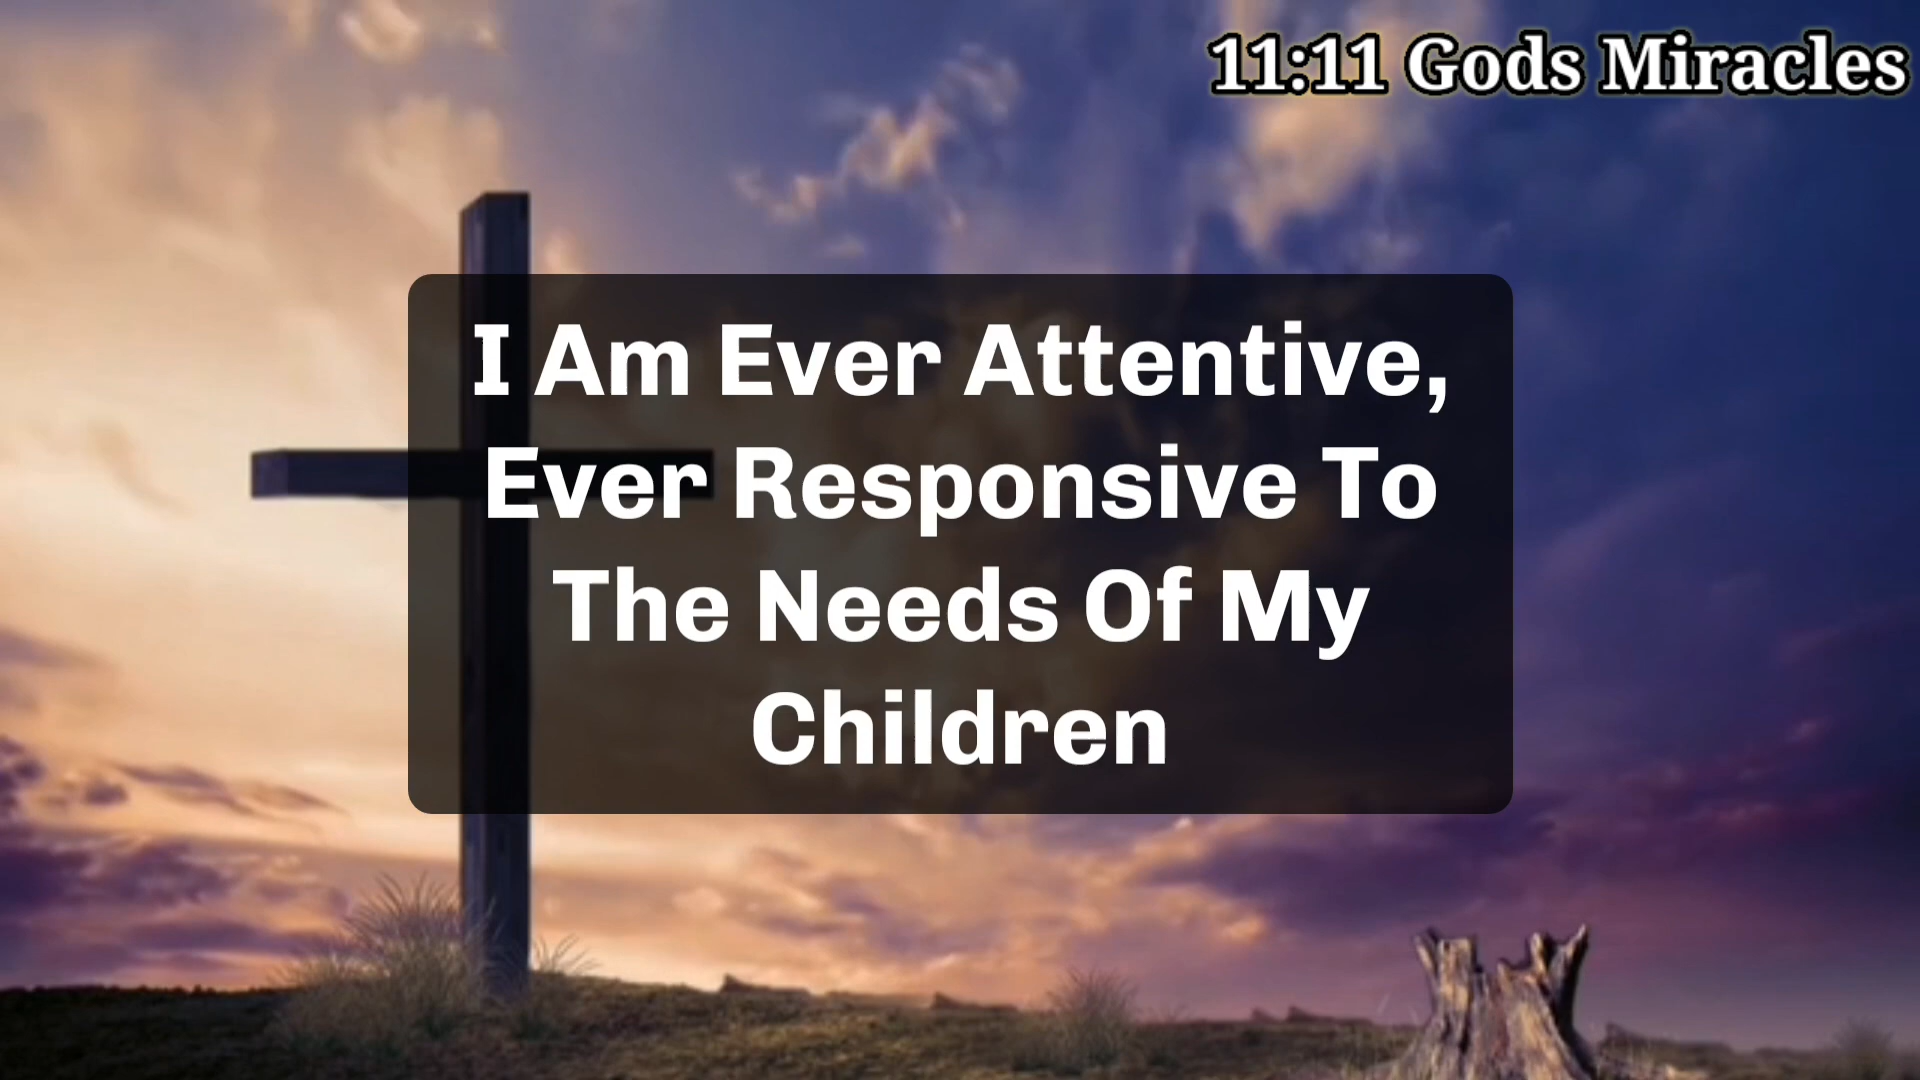 11:11 Gods Miracles
I Am Ever Attentive,
Ever Responsive To
The Needs Of My
Children